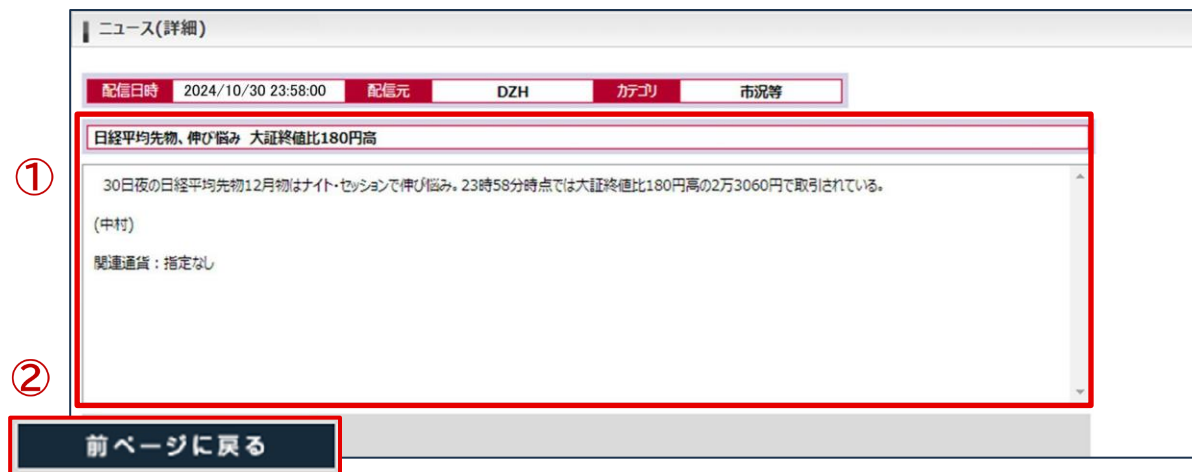 ニュース(詳細)
配信日時 2024/10/30 23:58:00 配信元 DZH カテゴリ 市況等
①
日経平均先物、伸び悩み 大証終値比180円高
30日夜の日経平均先物12月物はナイト・セッションで伸び悩み。23時58分時点では大証終値比180円高の2万3060円で取引されている。
(中村)
関連通貨：指定なし
②
前ページに戻る